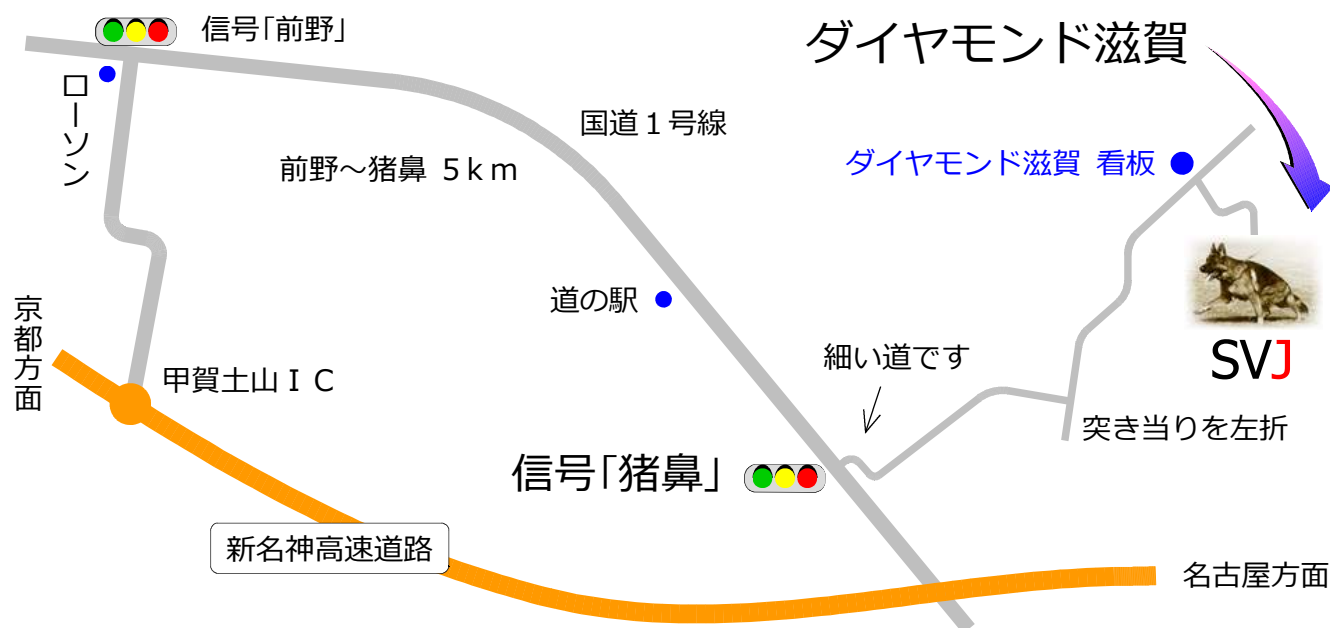 信号「前野」
ダイヤモンド滋賀
ローソン
国道１号線
前野～猪鼻 5ｋｍ
ダイヤモンド滋賀 看板
道の駅
京都方面
細い道です
SVJ
甲賀土山ＩＣ
突き当りを左折
信号「猪鼻」
新名神高速道路
名古屋方面